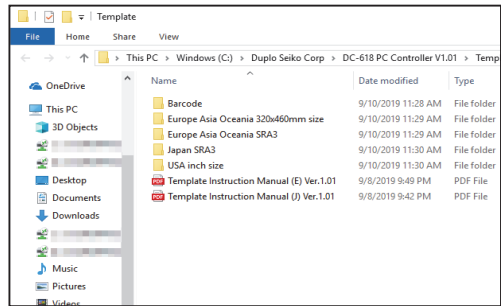 Template
File Home Share View
This PC > Windows (C:) > Duplo Seiko Corp > DC-618 PC Controller V1.01 > Temp
Name Date modified Type
OneDrive
This PC
3D Objects
Desktop
Documents
Downloads
Music
Pictures
Videos
Barcode 9/10/2019 11:28 AM File folder
Europe Asia Oceania 320x460mm size 9/10/2019 11:29 AM File folder
Europe Asia Oceania SRA3 9/10/2019 11:29 AM File folder
Japan SRA3 9/10/2019 11:30 AM File folder
USA inch size 9/10/2019 11:30 AM File folder
Template Instruction Manual (E) Ver.1.01 9/8/2019 9:49 PM PDF File
Template Instruction Manual (J) Ver.1.01 9/8/2019 9:42 PM PDF File